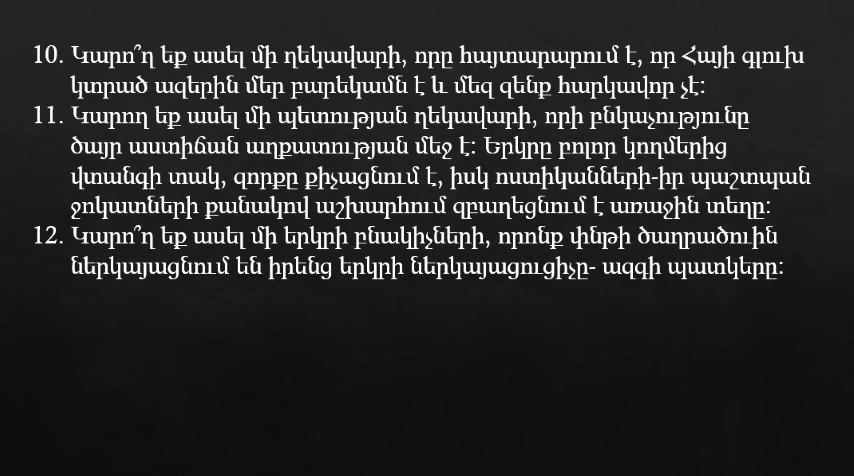 10. Կարո՞ղ եք ասել մի ղեկավարի, որը հայտարարում է, որ Հայի գլուխ
կտրած ազերին մեր բարեկամն է և մեզ զենք հարկավոր չէ:
11. Կարող եք ասել մի պետության ղեկավարի, որի բնկաչությունը
ծայր աստիճան աղքատության մեջ է: Երկրը բոլոր կողմերից
վտանգի տակ, զորքը քիչացնում է, իսկ ոստիկանների-իր պաշտպան
ջոկատների քանակով աշխարհում զբաղեցնում է առաջին տեղը:
12. Կարո՞ղ եք ասել մի երկրի բնակիչների, որոնք փնթի ծաղրածուին
ներկայացնում են իրենց երկրի ներկայացուցիչը- ազգի պատկերը: